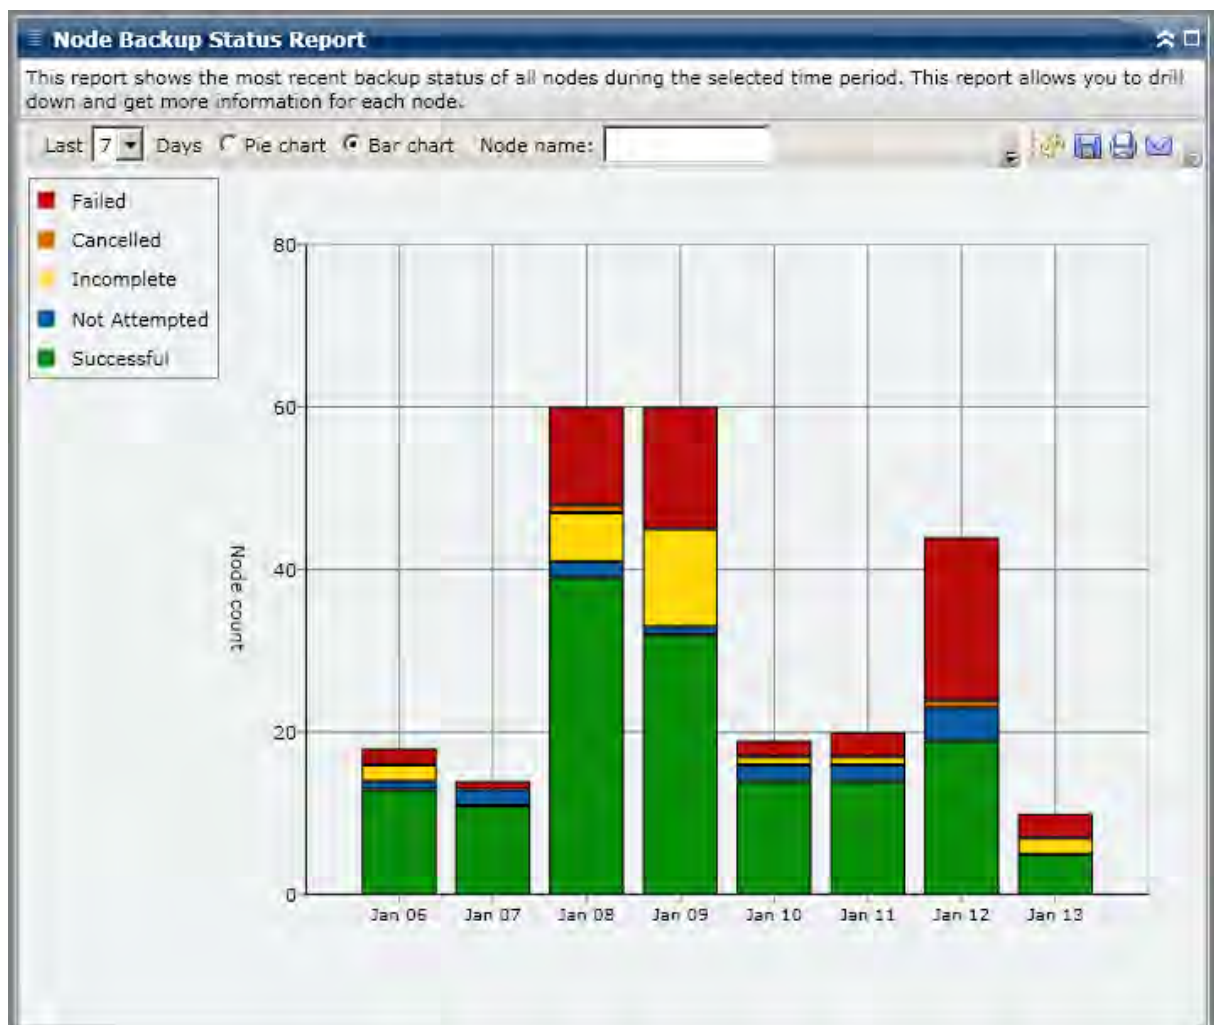 Node Backup Status Report
This report shows the most recent backup status of all nodes during the selected time period. This report allows you to drill
down and get more information for each node.
Last 7 Days Pie chart Bar chart Node name:
Failed
Cancelled
Incomplete
Not Attempted
Successful
80
60
40
20
0
Node count
Jan 06 Jan 07 Jan 08 Jan 09 Jan 10 Jan 11 Jan 12 Jan 13